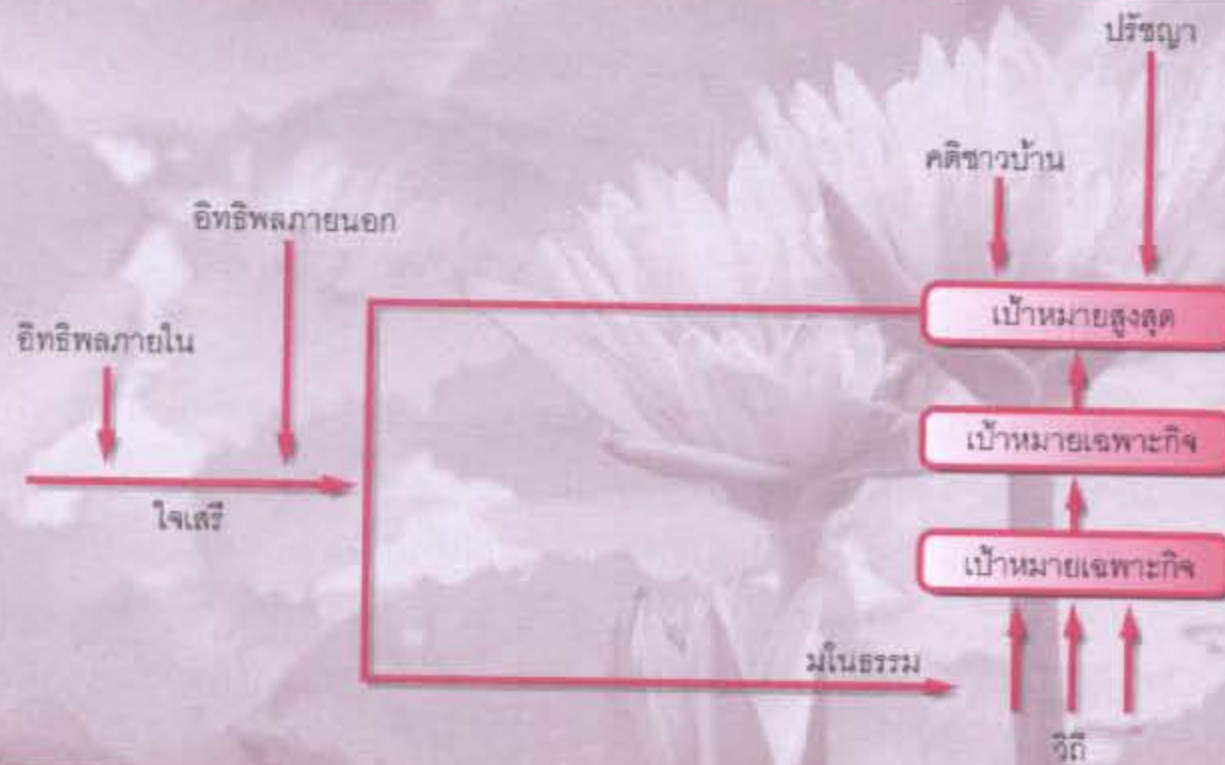 ปรัชญา
คติชาวบ้าน
อิทธิพลภายนอก
เป้าหมายสูงสุด
อิทธิพลภายใน
เป้าหมายเฉพาะกิจ
ใจเสรี
เป้าหมายเฉพาะกิจ
มโนธรรม
วิถี